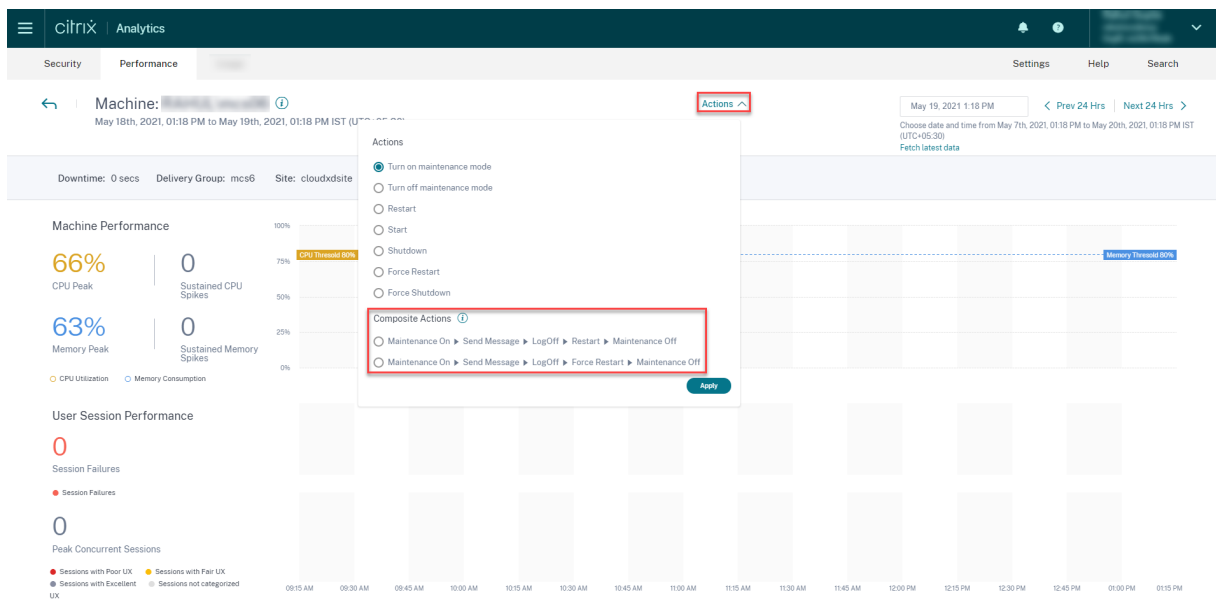 citrix Analytics
Security Performance
Settings Help Search
Machine:
Actions
May 18th, 2021, 01:18 PM to May 19th, 2021, 01:18 PM IST
May 19, 2021 1:18 PM
Prev 24 Hrs Next 24 Hrs
Choose date and time from May 7th, 2021, 01:18 PM to May 20th, 2021, 01:18 PM IST
(UTC+05:30)
Fetch latest data
Downtime: 0 secs Delivery Group: mcs6 Site: cloudxdsite
Actions
Turn on maintenance mode
Turn off maintenance mode
Restart
Start
Shutdown
Force Restart
Force Shutdown
Composite Actions
Maintenance On ▶ Send Message ▶ LogOff ▶ Restart ▶ Maintenance Off
Maintenance On ▶ Send Message ▶ LogOff ▶ Force Restart ▶ Maintenance Off
Apply
Machine Performance
66%
CPU Peak
0
Sustained CPU
Spikes
63%
Memory Peak
0
Sustained Memory
Spikes
CPU Utilization Memory Consumption
100%
75%
50%
25%
0%
CPU Thresold 80%
Memory Thresold 80%
User Session Performance
0
Session Failures
Session Failures
0
Peak Concurrent Sessions
Sessions with Poor UX Sessions with Fair UX
Sessions with Excellent Sessions not categorized
UX
09:15 AM 09:30 AM 09:45 AM 10:00 AM 10:15 AM 10:30 AM 10:45 AM 11:00 AM 11:15 AM 11:30 AM 11:45 AM 12:00 PM 12:15 PM 12:30 PM 12:45 PM 01:00 PM 01:15 PM